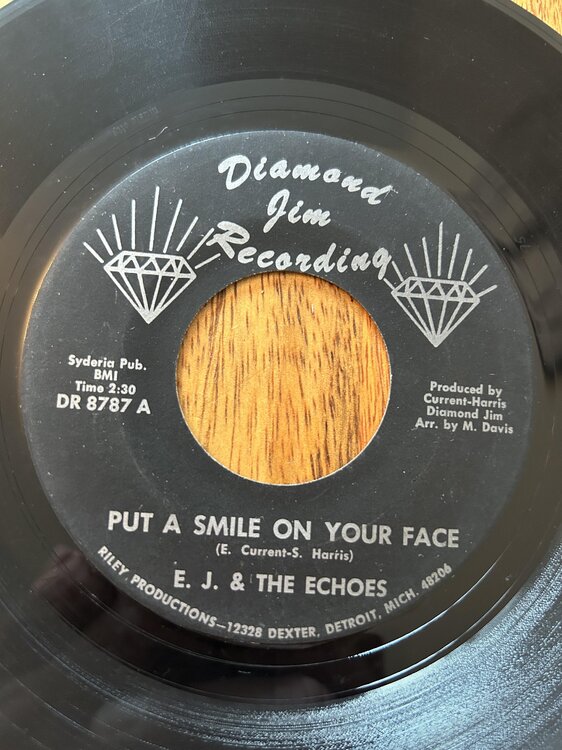 Diamond
Jim
Recording
Syderia Pub.
BMI
Time 2:30
DR 8787 A
Produced by
Current-Harris
Diamond Jim
Arr. by M. Davis
PUT A SMILE ON YOUR FACE
(E. Current-S. Harris)
E. J. & THE ECHOES
RILEY PRODUCTIONS—12328 DEXTER, DETROIT, MICH. 48206